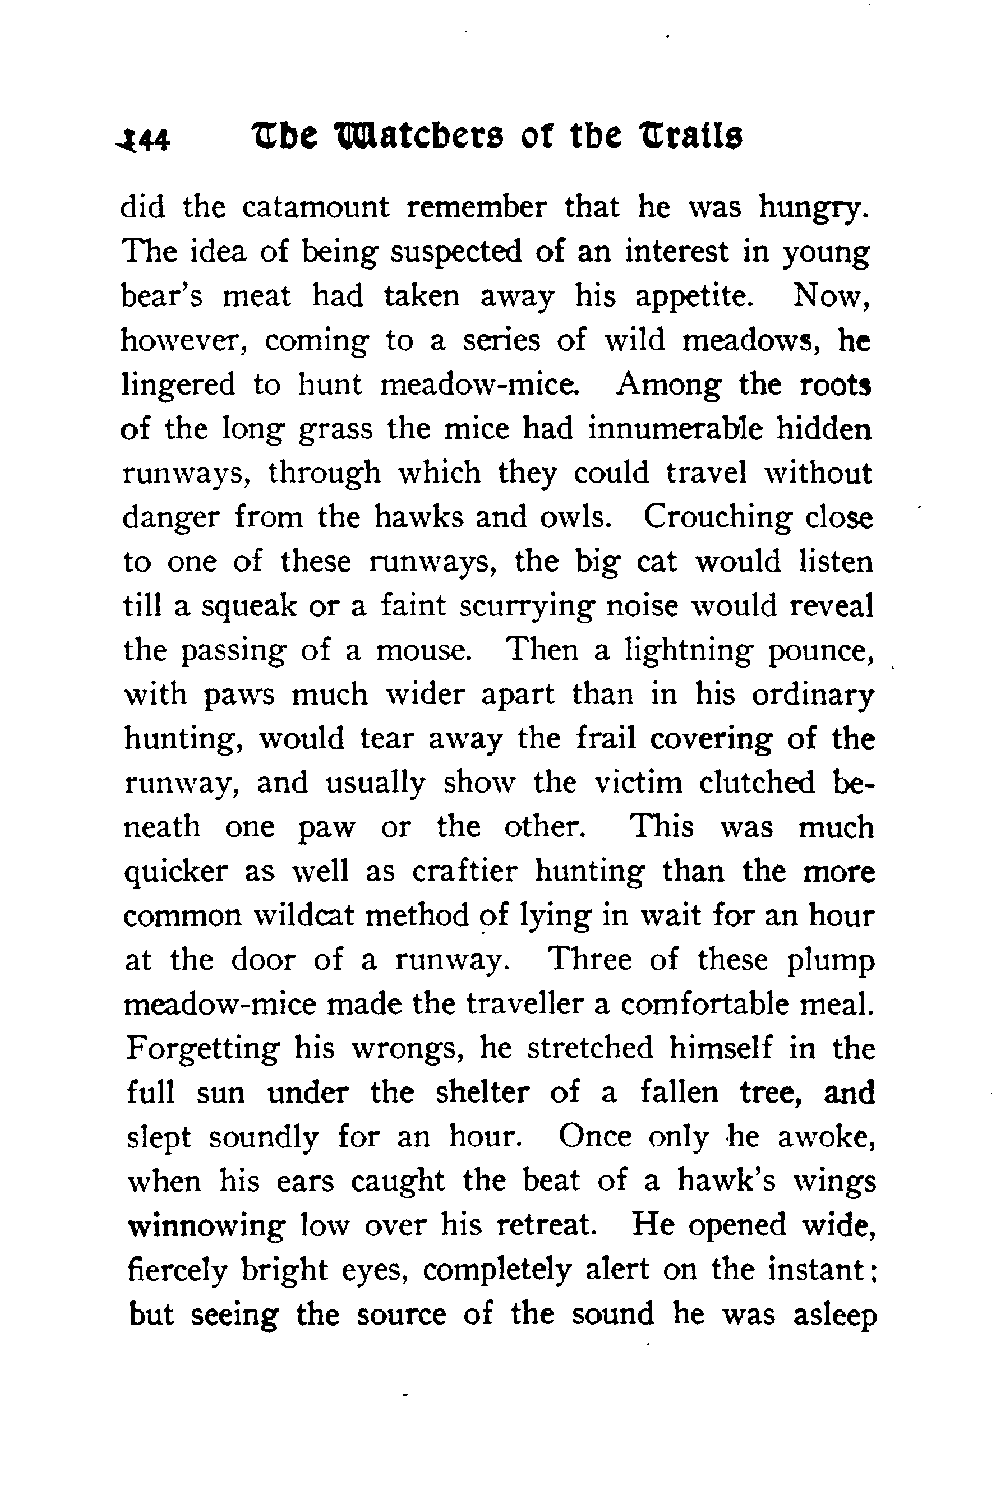 144 The Watchers of the Trails
did the catamount remember that he was hungry.
The idea of being suspected of an interest in young
bear's meat had taken away his appetite. Now,
however, coming to a series of wild meadows, he
lingered to hunt meadow-mice. Among the roots
of the long grass the mice had innumerable hidden
runways, through which they could travel without
danger from the hawks and owls. Crouching close
to one of these runways, the big cat would listen
till a squeak or a faint scurrying noise would reveal
the passing of a mouse. Then a lightning pounce,
with paws much wider apart than in his ordinary
hunting, would tear away the frail covering of the
runway, and usually show the victim clutched be-
neath one paw or the other. This was much
quicker as well as craftier hunting than the more
common wildcat method of lying in wait for an hour
at the door of a runway. Three of these plump
meadow-mice made the traveller a comfortable meal.
Forgetting his wrongs, he stretched himself in the
full sun under the shelter of a fallen tree, and
slept soundly for an hour. Once only he awoke,
when his ears caught the beat of a hawk's wings
winnowing low over his retreat. He opened wide,
fiercely bright eyes, completely alert on the instant;
but seeing the source of the sound he was asleep